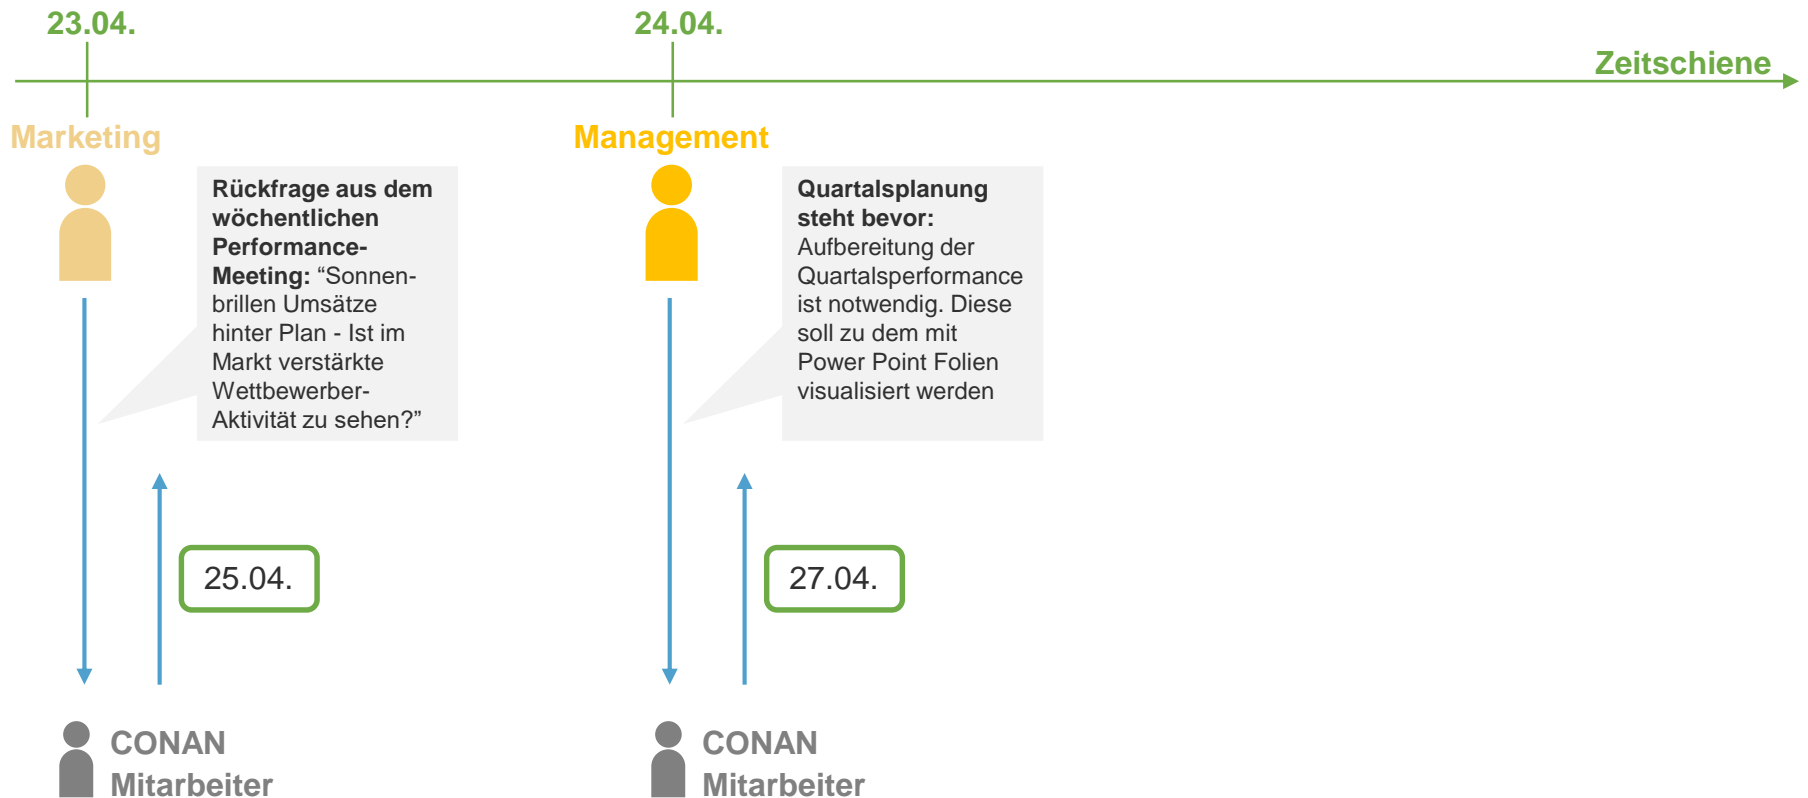 23.04.
24.04.
Zeitschiene
Marketing
Rückfrage aus dem
wöchentlichen
Performance-
Meeting: “Sonnen-
brillen Umsätze
hinter Plan - Ist im
Markt verstärkte
Wettbewerber-
Aktivität zu sehen?”
25.04.
CONAN
Mitarbeiter
Management
Quartalsplanung
steht bevor:
Aufbereitung der
Quartalsperformance
ist notwendig. Diese
soll zu dem mit
Power Point Folien
visualisiert werden
27.04.
CONAN
Mitarbeiter